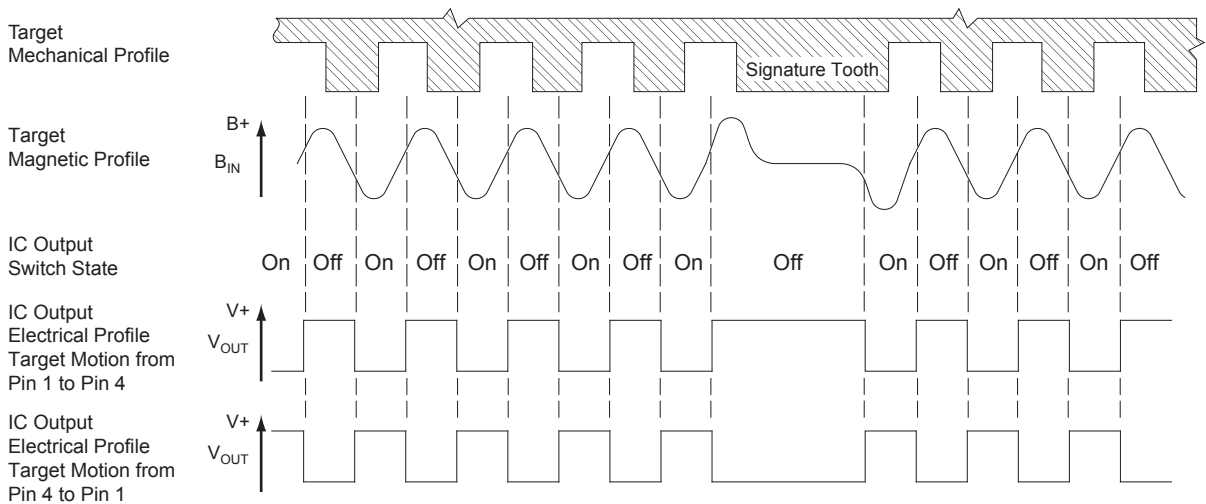 Target
Mechanical Profile
Signature Tooth
Target
Magnetic Profile
B+
BIN
IC Output
Switch State
On Off On Off On Off On Off On Off On Off On Off On Off
IC Output
Electrical Profile
Target Motion from
Pin 1 to Pin 4
V+
VOUT
IC Output
Electrical Profile
Target Motion from
Pin 4 to Pin 1
V+
VOUT